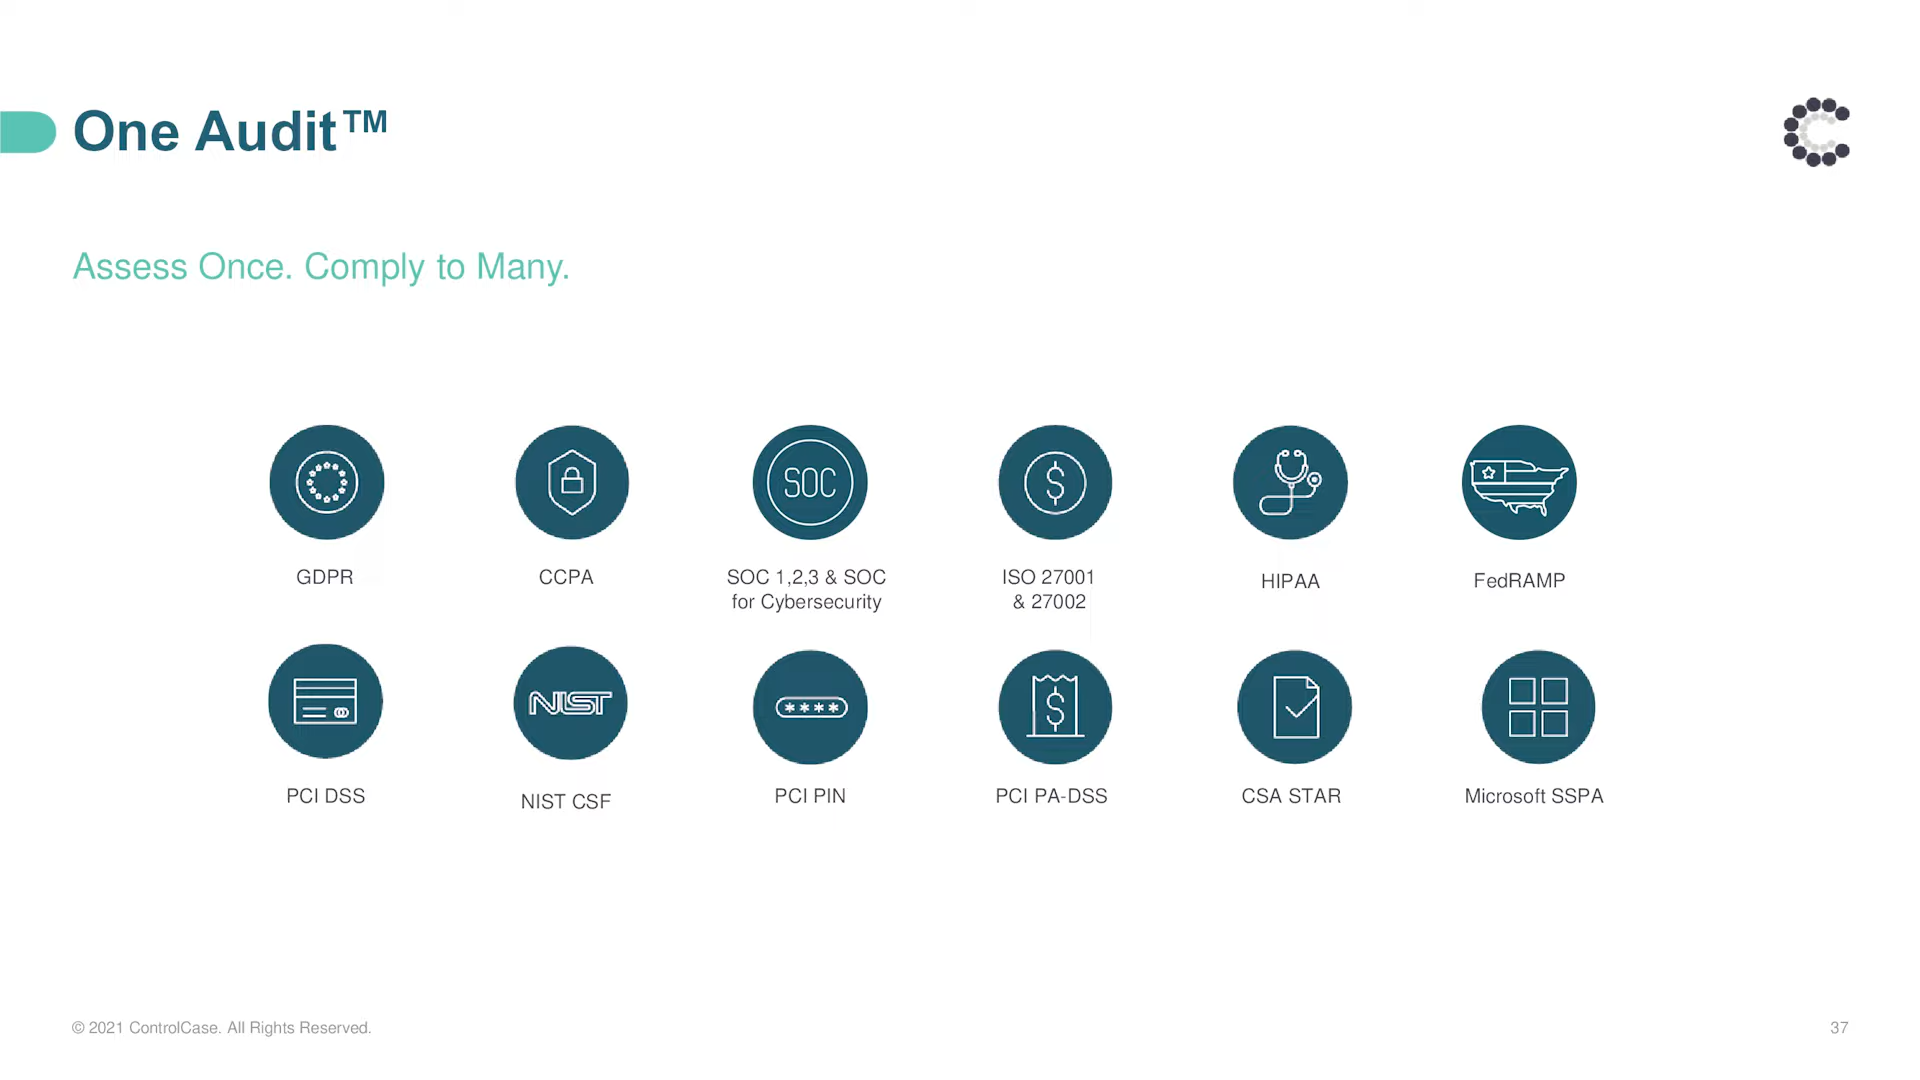 One Audit™
Assess Once. Comply to Many.
SOC
GDPR
CCPA
SOC 1,2,3 & SOC
for Cybersecurity
ISO 27001
& 27002
HIPAA
FedRAMP
NIST
****
PCI DSS
NIST CSF
PCI PIN
PCI PA-DSS
CSA STAR
Microsoft SSPA
© 2021 ControlCase. All Rights Reserved.
37